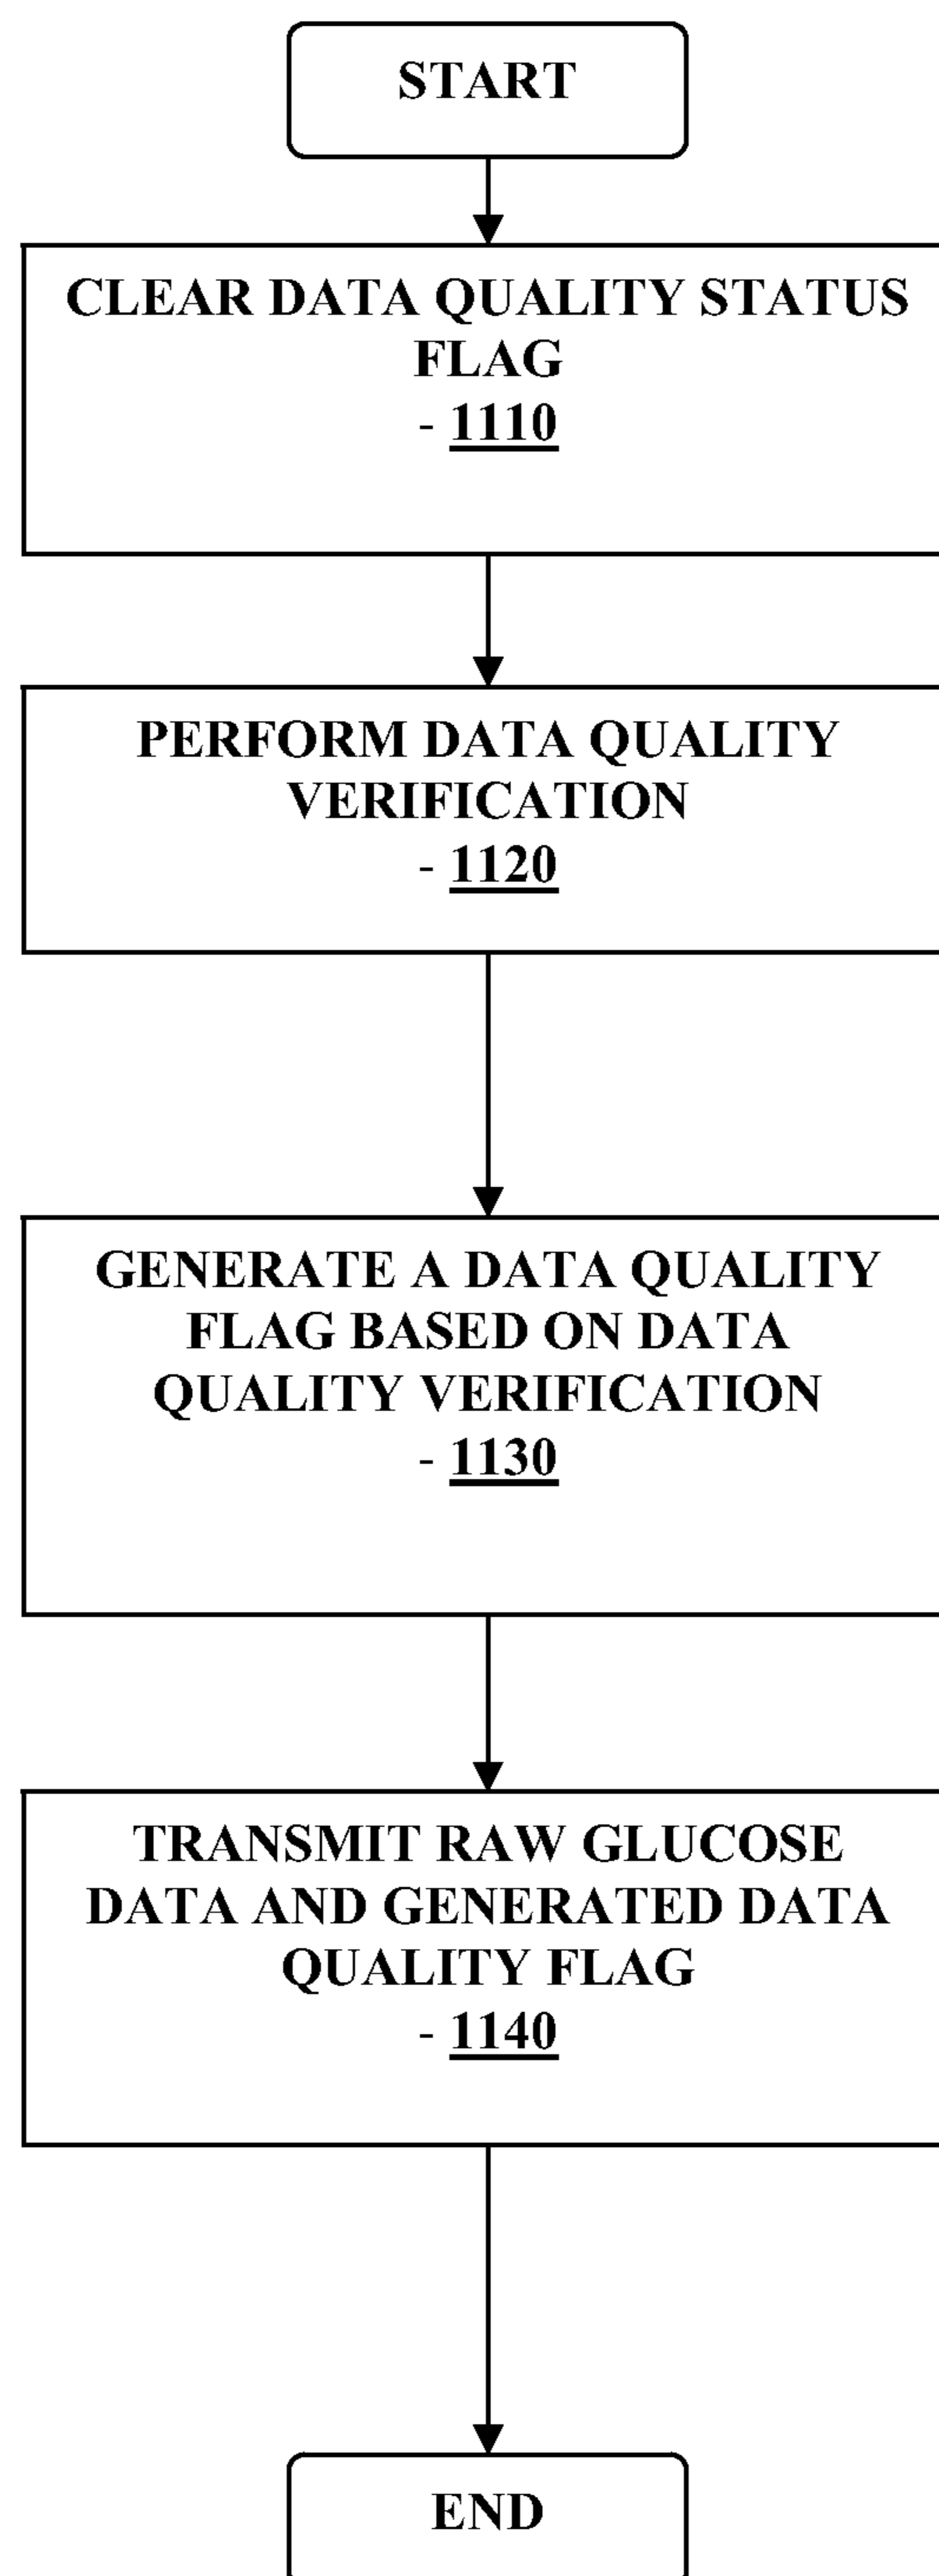 START
CLEAR DATA QUALITY STATUS
FLAG
- 1110
PERFORM DATA QUALITY
VERIFICATION
- 1120
GENERATE A DATA QUALITY
FLAG BASED ON DATA
QUALITY VERIFICATION
- 1130
TRANSMIT RAW GLUCOSE
DATA AND GENERATED DATA
QUALITY FLAG
- 1140
END